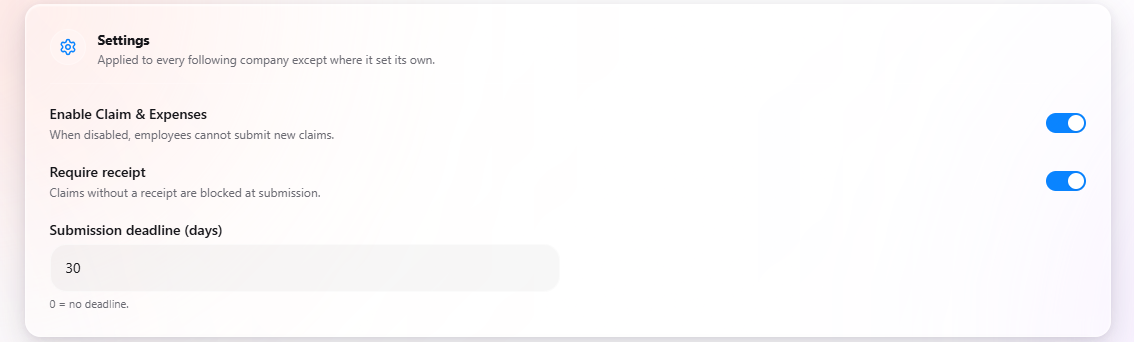 Settings
Applied to every following company except where it set its own.
Enable Claim & Expenses
When disabled, employees cannot submit new claims.
Require receipt
Claims without a receipt are blocked at submission.
Submission deadline (days)
30
0 = no deadline.